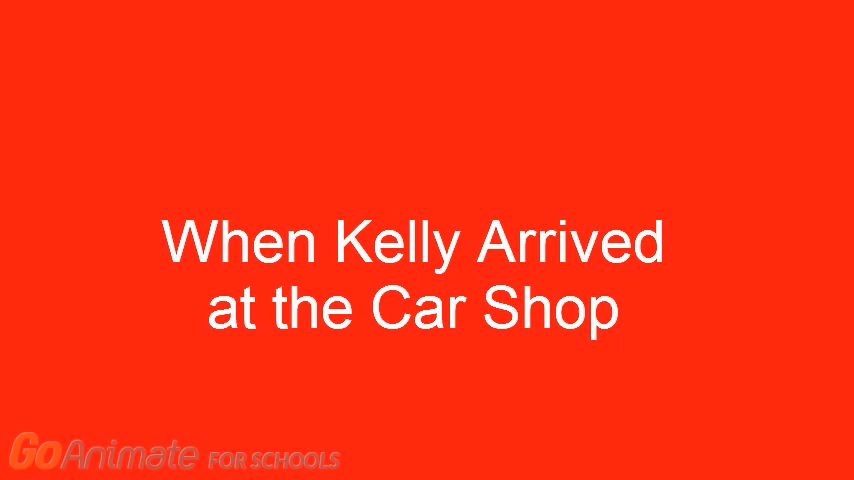 When Kelly Arrived
at the Car Shop
GoAnimate FOR SCHOOLS